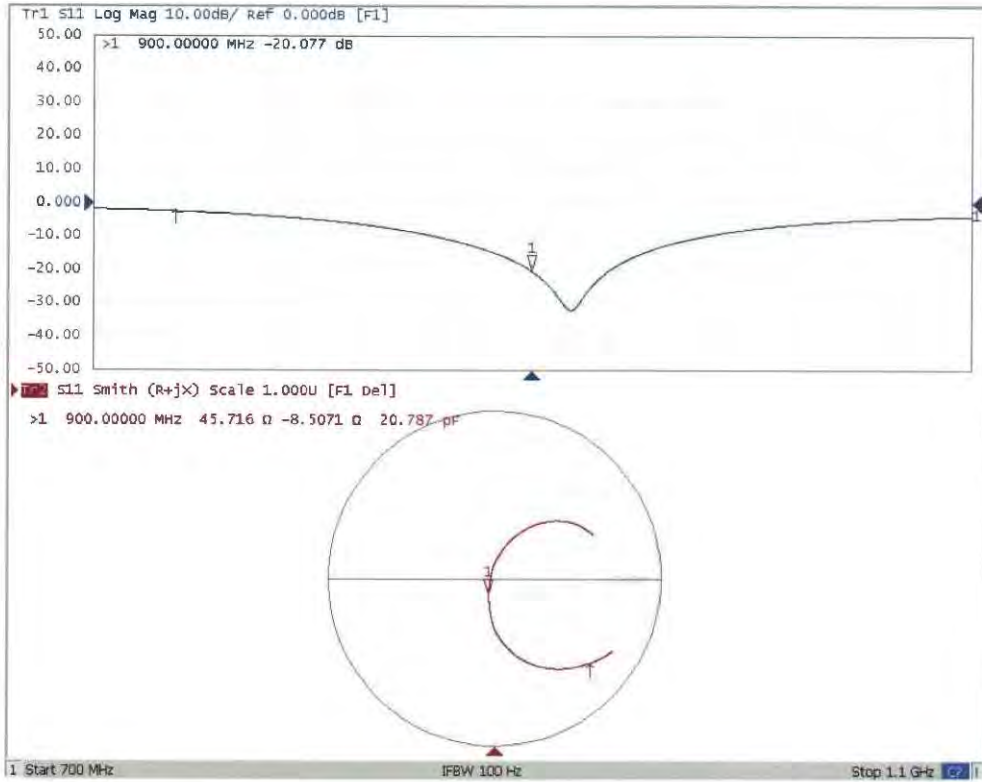 Tr1 S11 Log Mag 10.00dB/ Ref 0.000dB [F1]
50.00
>1 900.00000 MHz -20.077 dB
40.00
30.00
20.00
10.00
0.000
1
-10.00
1
-20.00
-30.00
-40.00
-50.00
Tr2 S11 Smith (R+jX) Scale 1.000U [F1 Del]
>1 900.00000 MHz 45.716 Ω -8.5071 Ω 20.787 pF
1
1 Start 700 MHz IFBW 100 Hz Stop 1.1 GHz C?